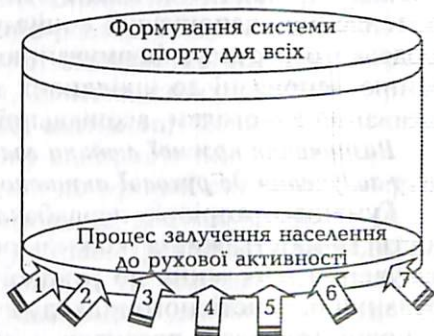 Формування системи
спорту для всіх
Процес залучення населення
до рухової активності
1 2 3 4 5 6 7